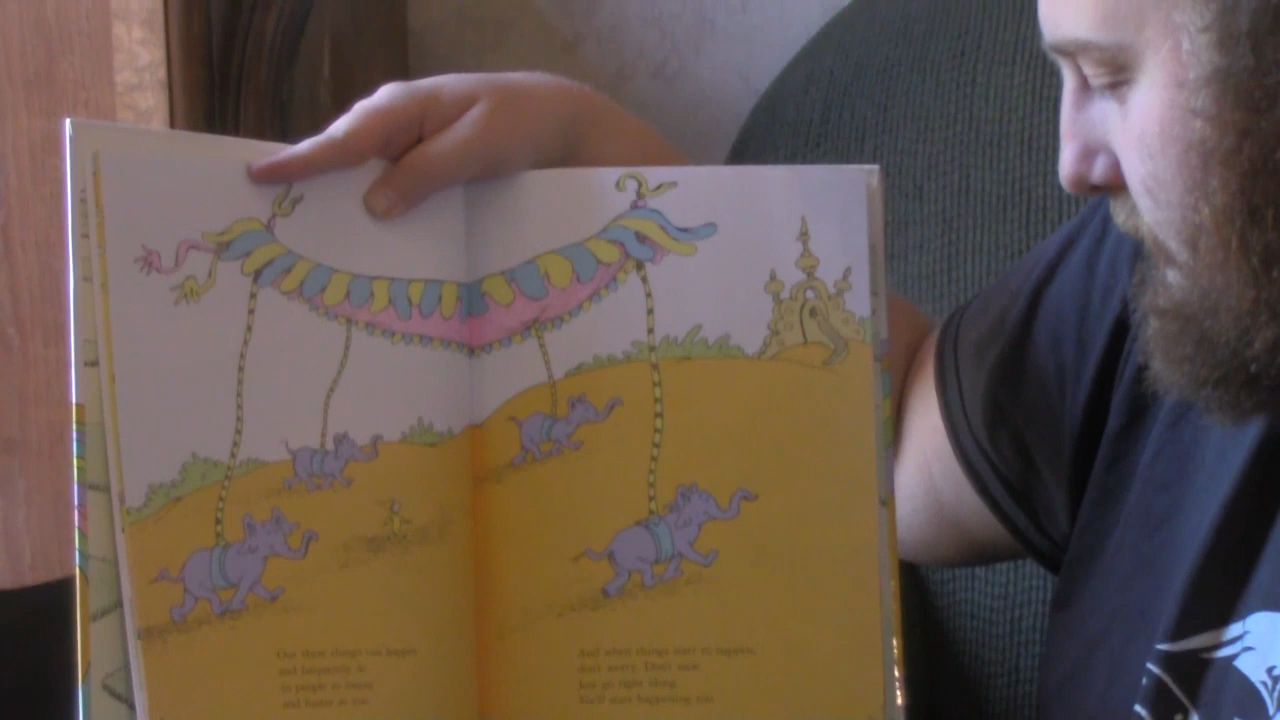 Out there things can happen
and frequently do
to people as brainy
and footsy as you.
And when things start to happen,
don't worry. Don't stew.
Just go right along.
You'll start happening too.